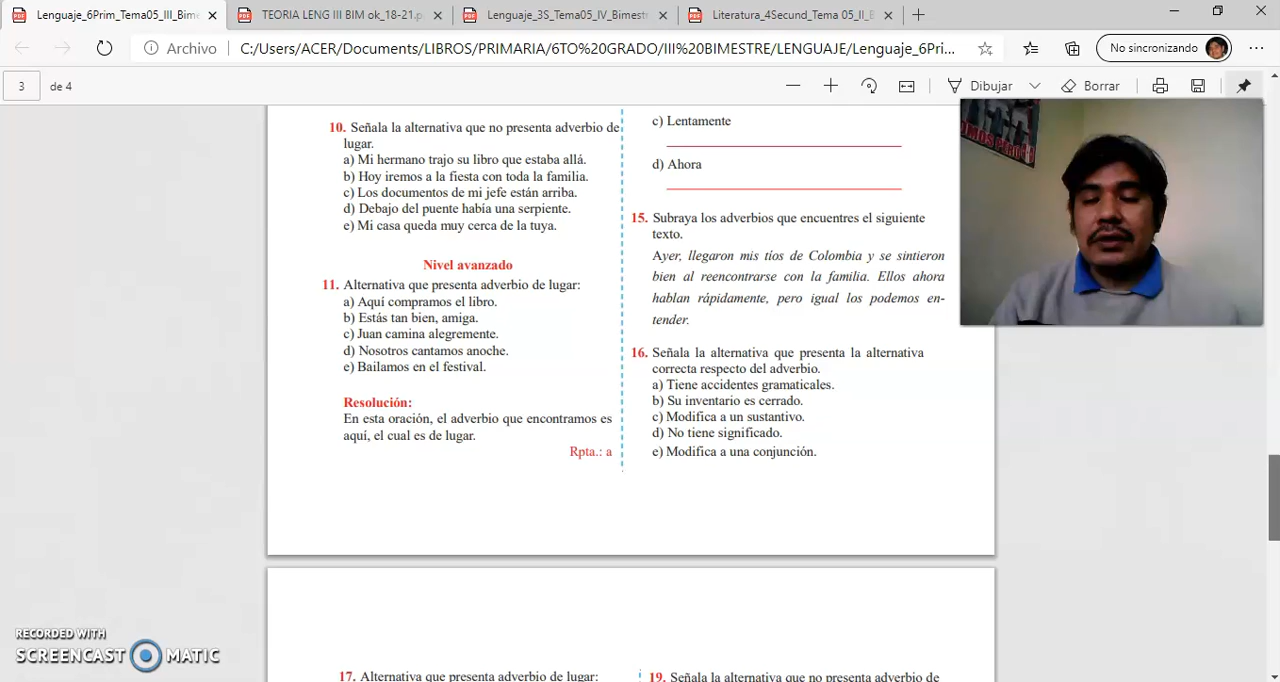 Lenguaje_6Prim_Tema05_III_Bime
TEORIA LENG III BIM ok_18-21.p
Lenguaje_3S_Tema05_IV_Bimest
Literatura_4Secund_Tema 05_II_B
Archivo
C:/Users/ACER/Documents/LIBROS/PRIMARIA/6TO%20GRADO/III%20BIMESTRE/LENGUAJE/Lenguaje_6Pri...
No sincronizando
3 de 4
Dibujar
Borrar
10. Señala la alternativa que no presenta adverbio de
lugar.
a) Mi hermano trajo su libro que estaba allá.
b) Hoy iremos a la fiesta con toda la familia.
c) Los documentos de mi jefe están arriba.
d) Debajo del puente había una serpiente.
e) Mi casa queda muy cerca de la tuya.
Nivel avanzado
11. Alternativa que presenta adverbio de lugar:
a) Aquí compramos el libro.
b) Estás tan bien, amiga.
c) Juan camina alegremente.
d) Nosotros cantamos anoche.
e) Bailamos en el festival.
Resolución:
En esta oración, el adverbio que encontramos es
aquí, el cual es de lugar.
Rpta.: a
c) Lentamente
d) Ahora
15. Subraya los adverbios que encuentres el siguiente
texto.
Ayer, llegaron mis tíos de Colombia y se sintieron
bien al reencontrarse con la familia. Ellos ahora
hablan rápidamente, pero igual los podemos en-
tender.
16. Señala la alternativa que presenta la alternativa
correcta respecto del adverbio.
a) Tiene accidentes gramaticales.
b) Su inventario es cerrado.
c) Modifica a un sustantivo.
d) No tiene significado.
e) Modifica a una conjunción.
17. Alternativa que presenta adverbio de lugar:
19. Señala la alternativa que no presenta adverbio de
RECORDED WITH
SCREENCAST MATIC